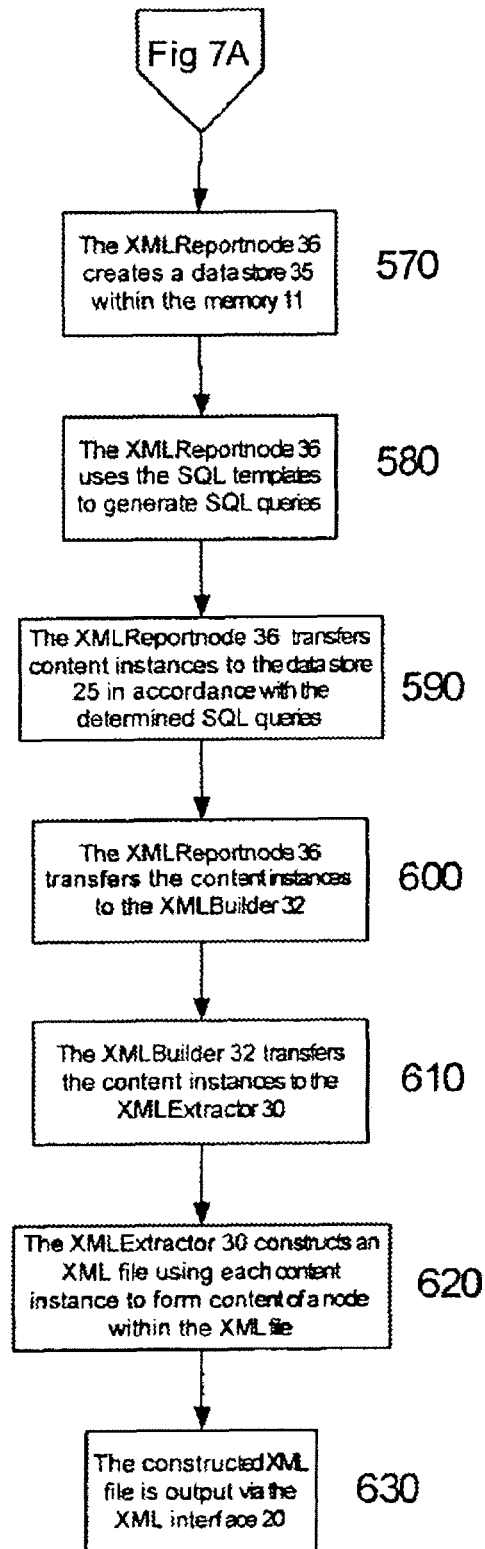 Fig 7A
The XMLReportnode 36
creates a data store 35
within the memory 11
570
The XMLReportnode 36
uses the SQL templates
to generate SQL queries
580
The XMLReportnode 36 transfers
content instances to the data store
25 in accordance with the
determined SQL queries
590
The XMLReportnode 36
transfers the content instances
to the XMLBuilder 32
600
The XMLBuilder 32 transfers
the content instances to the
XMLExtractor 30
610
The XMLExtractor 30 constructs an
XML file using each content
instance to form content of a node
within the XML file
620
The constructed XML
file is output via the
XML interface 20
630